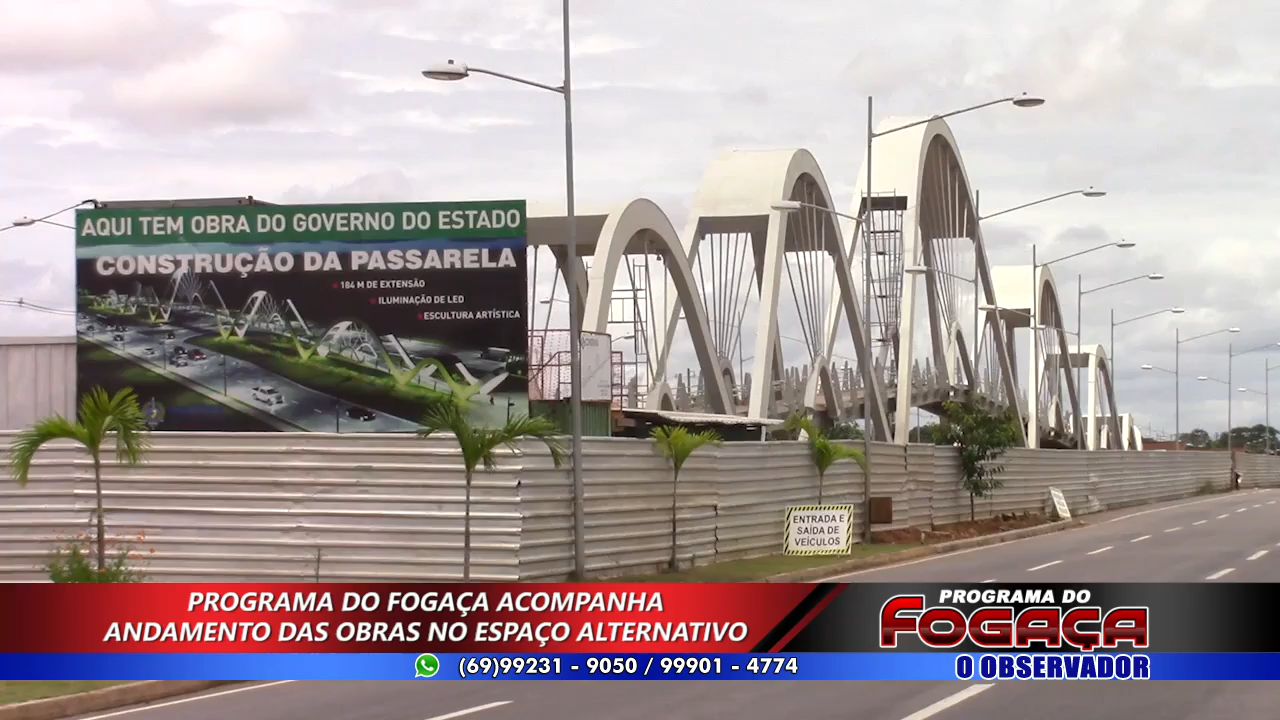 AQUI TEM OBRA DO GOVERNO DO ESTADO
CONSTRUÇÃO DA PASSARELA
184 M DE EXTENSÃO
ILUMINAÇÃO DE LED
ESCULTURA ARTÍSTICA
ENTRADA E
SAÍDA DE
VEÍCULOS
PROGRAMA DO FOGAÇA ACOMPANHA
ANDAMENTO DAS OBRAS NO ESPAÇO ALTERNATIVO
PROGRAMA DO
FOGAÇA
O OBSERVADOR
(69)99231 - 9050 / 99901 - 4774